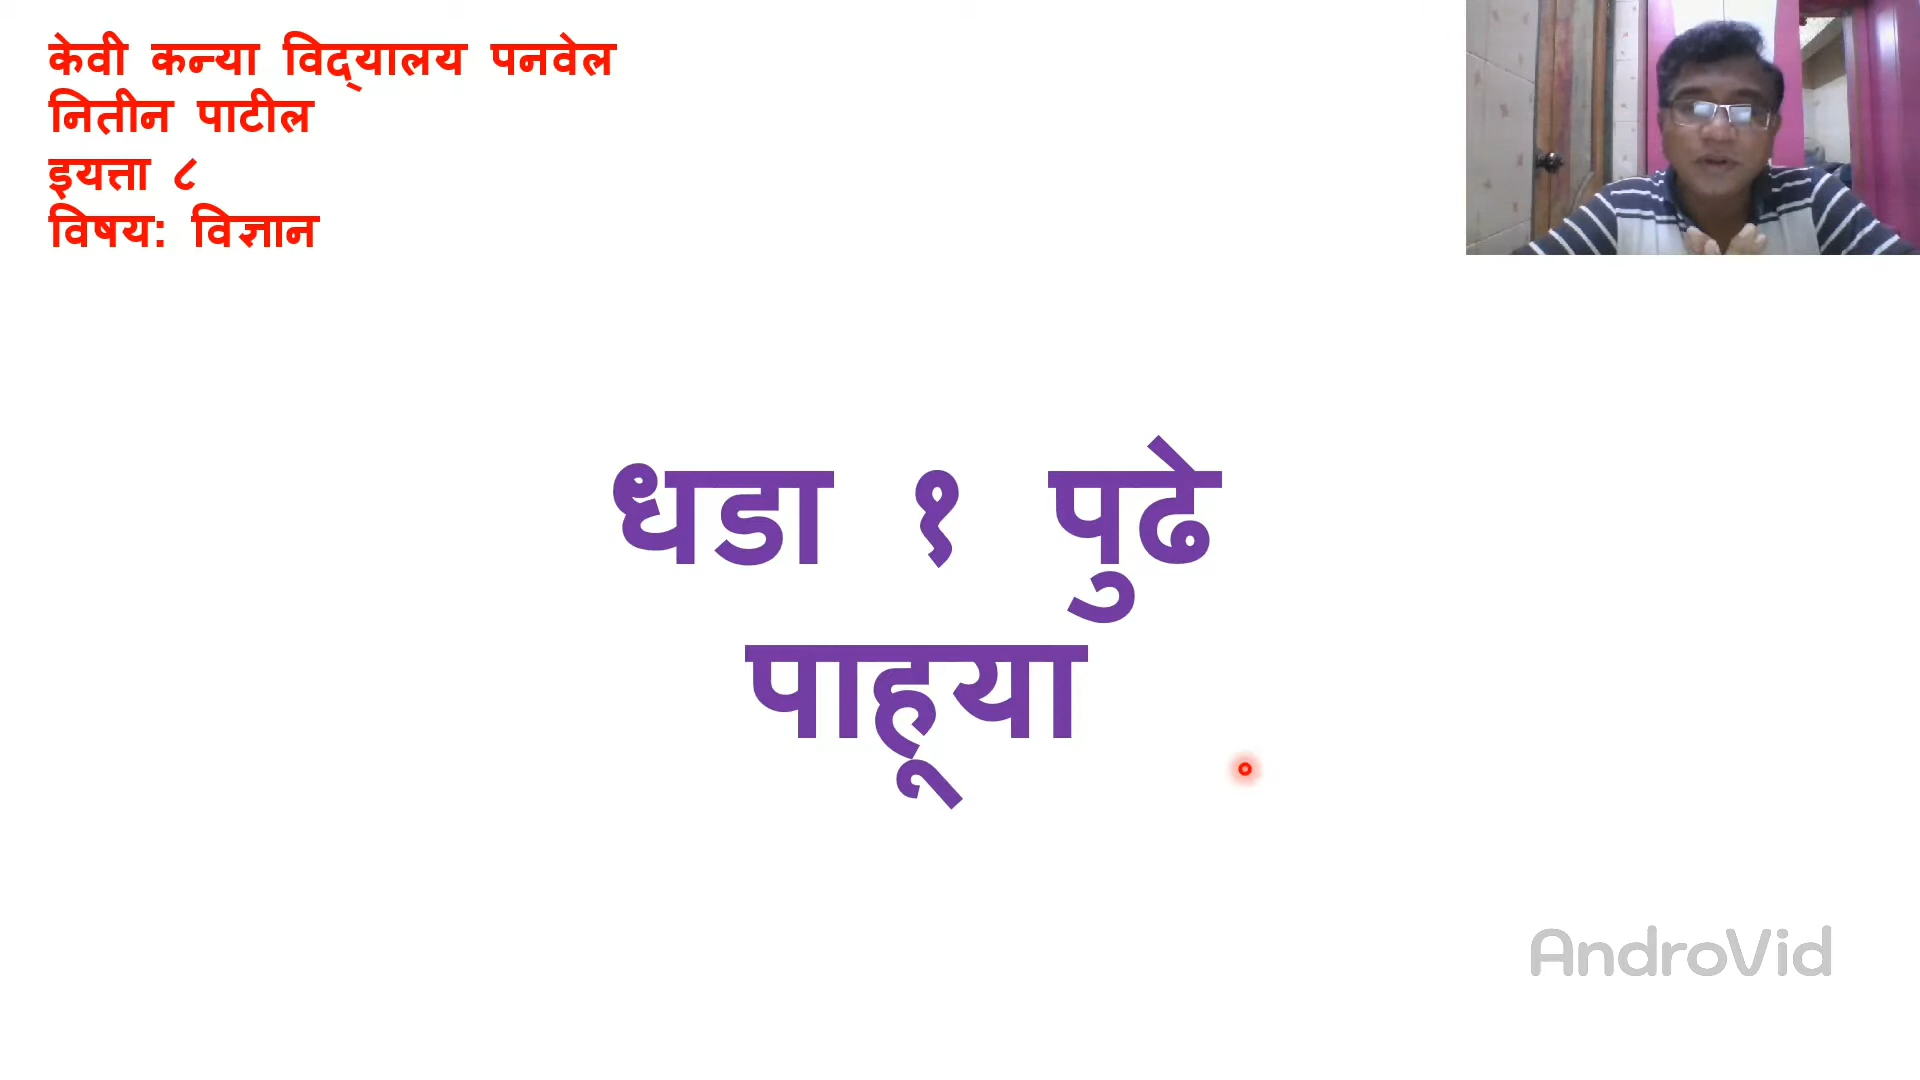 केवी कन्या विद्‌यालय पनवेल
नितीन पाटील
इयत्ता ८
विषय: विज्ञान
धडा १ पुढे
पाहूया
AndroVid